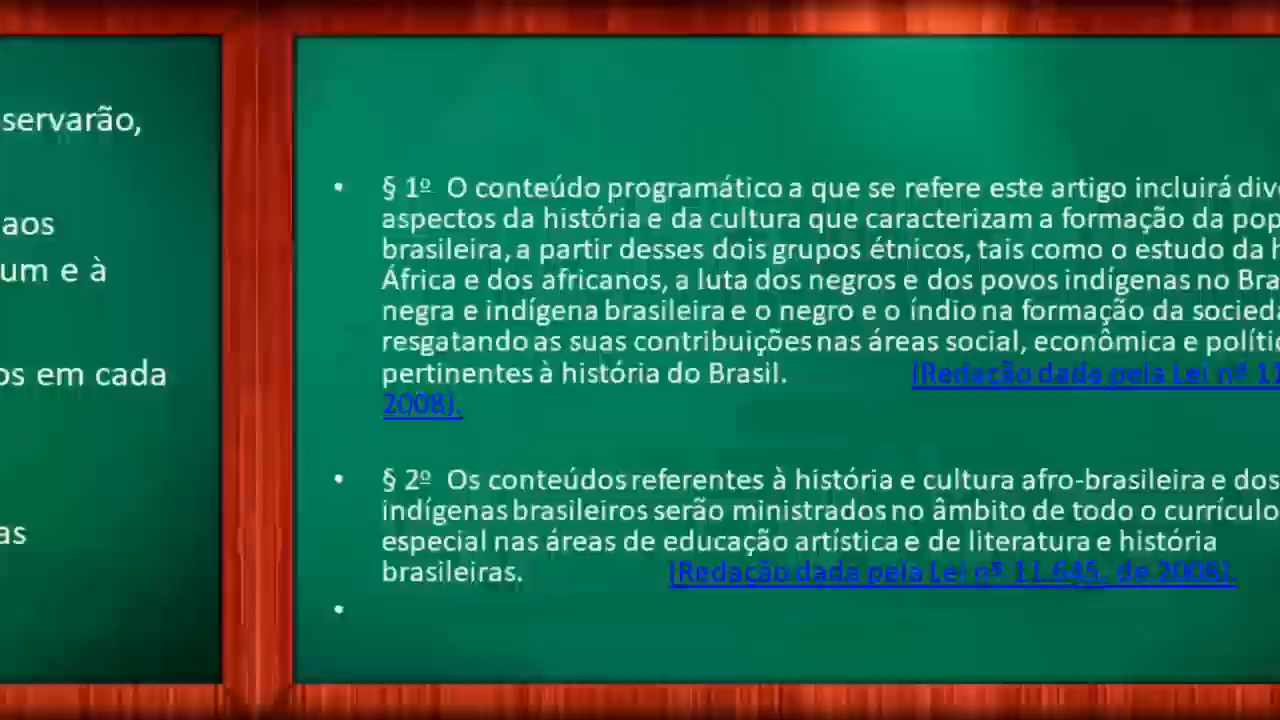 servarão,
aos
um e à
os em cada
as
• § 1º O conteúdo programático a que se refere este artigo incluirá
aspectos da história e da cultura que caracterizam a formação da
brasileira, a partir desses dois grupos étnicos, tais como o estudo da
África e dos africanos, a luta dos negros e dos povos indígenas no
negra e indígena brasileira e o negro e o índio na formação da
resgatando as suas contribuições nas áreas social, econômica e
pertinentes à história do Brasil. (Redação dada pela Lei nº 11
2008).
• § 2º Os conteúdos referentes à história e cultura afro-brasileira e dos
indígenas brasileiros serão ministrados no âmbito de todo o currículo
especial nas áreas de educação artística e de literatura e história
brasileiras. (Redação dada pela Lei nº 11.645, de 2008).
•